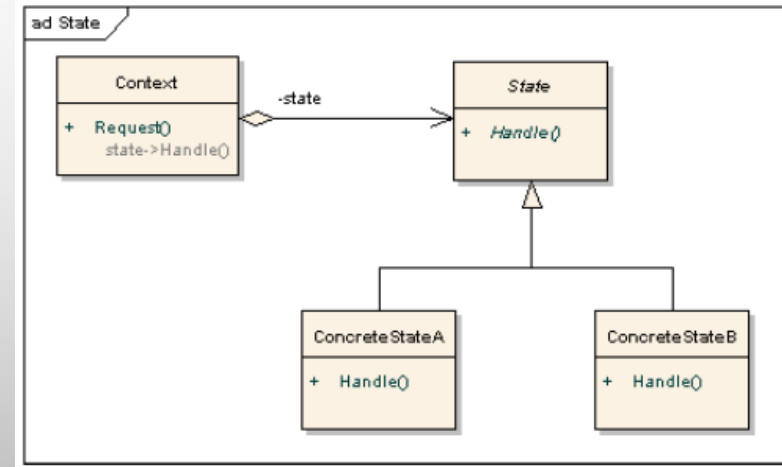 ad State
Context
+ Request()
state->Handle()
-state
State
+ Handle()
ConcreteStateA
+ Handle()
ConcreteStateB
+ Handle()